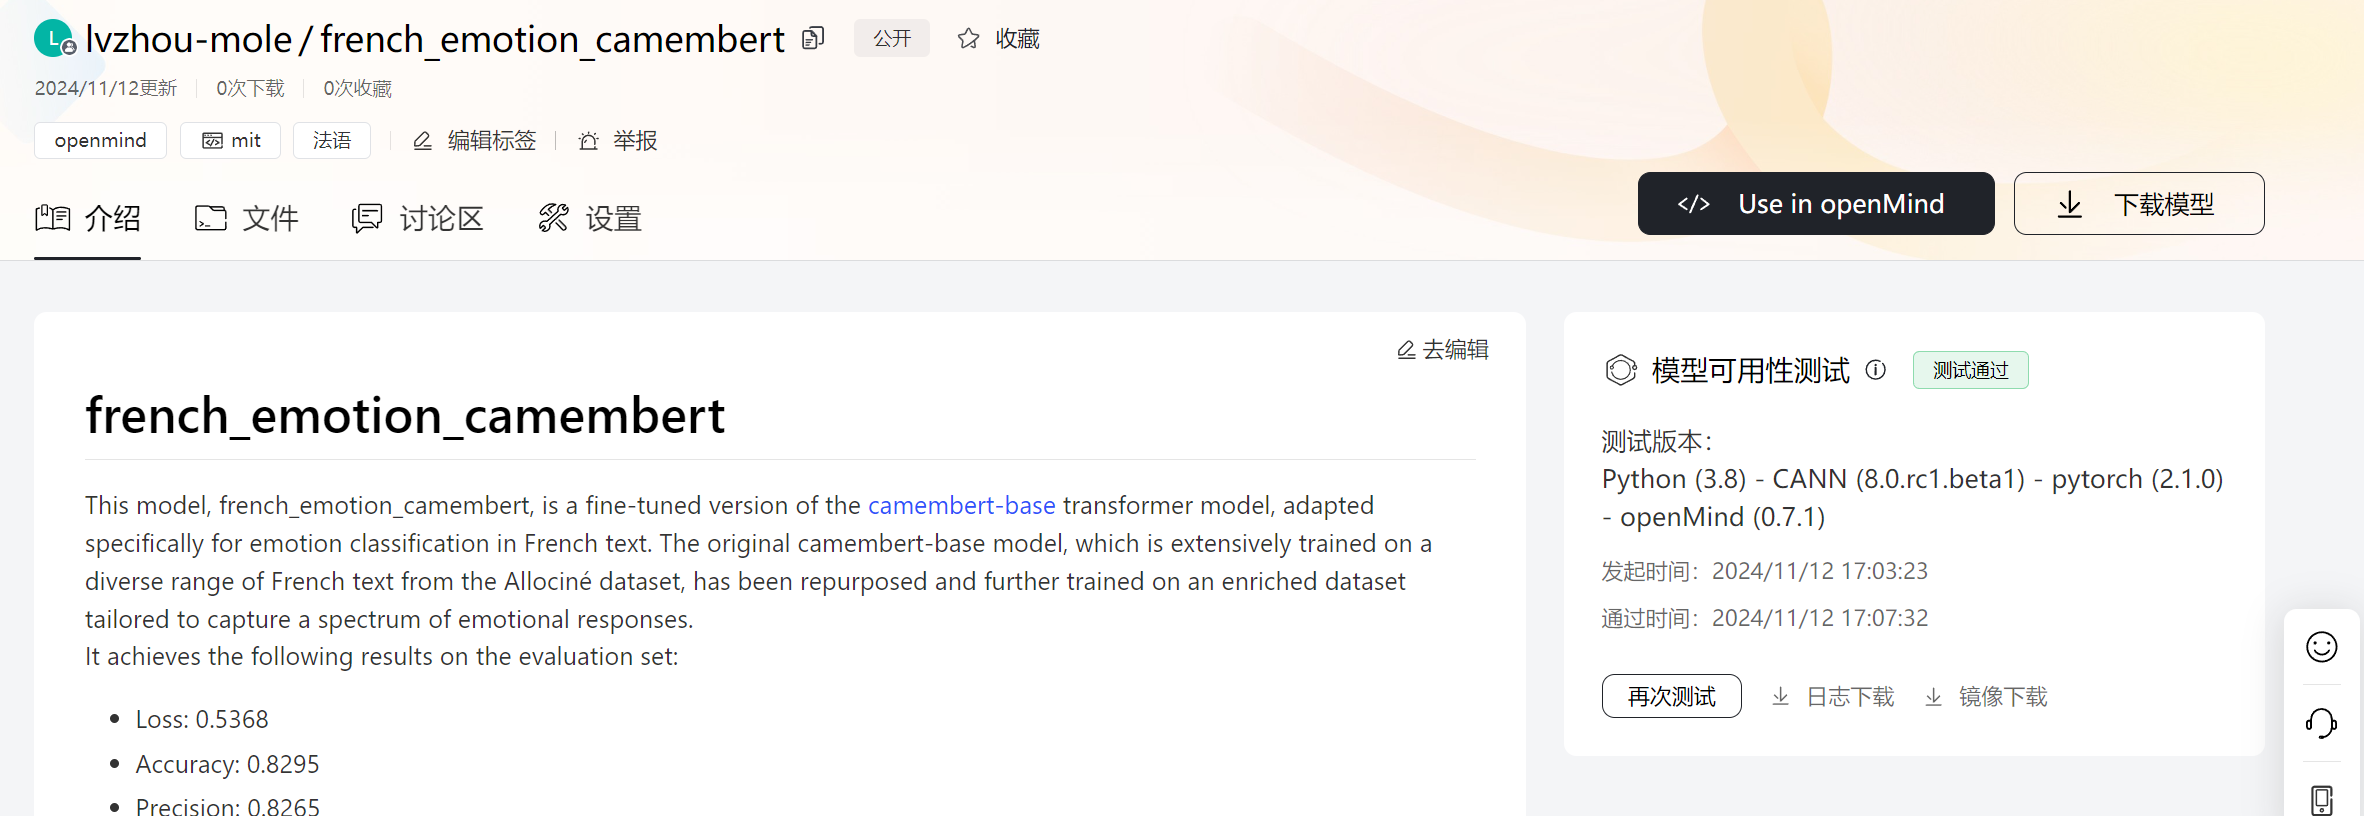 L lvzhou-mole / french_emotion_camembert 公开 收藏
2024/11/12更新 0次下载 0次收藏
openmind mit 法语 编辑标签 举报
介绍 文件 讨论区 设置 </> Use in openMind 下载模型
去编辑
french_emotion_camembert
This model, french_emotion_camembert, is a fine-tuned version of the camembert-base transformer model, adapted
specifically for emotion classification in French text. The original camembert-base model, which is extensively trained on a
diverse range of French text from the Allociné dataset, has been repurposed and further trained on an enriched dataset
tailored to capture a spectrum of emotional responses.
It achieves the following results on the evaluation set:
• Loss: 0.5368
• Accuracy: 0.8295
• Precision: 0.8265
模型可用性测试 测试通过
测试版本：
Python (3.8) - CANN (8.0.rc1.beta1) - pytorch (2.1.0)
- openMind (0.7.1)
发起时间：2024/11/12 17:03:23
通过时间：2024/11/12 17:07:32
再次测试 日志下载 镜像下载